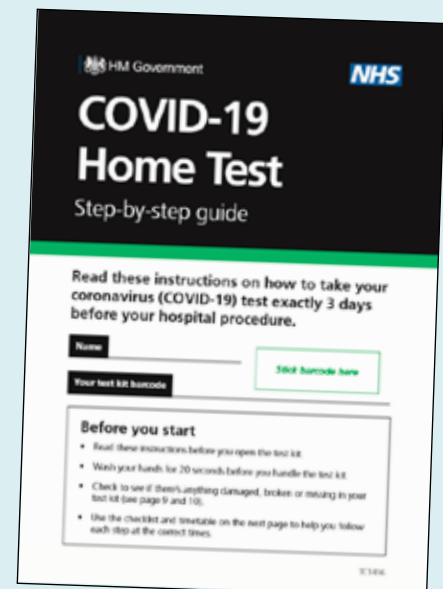 HM Government
NHS
COVID-19
Home Test
Step-by-step guide
Read these instructions on how to take your
coronavirus (COVID-19) test exactly 3 days
before your hospital procedure.
Name
Stick barcode here
Your test kit barcode
Before you start
• Read these instructions before you open the test kit
• Wash your hands for 20 seconds before you handle the test kit
• Check to see if there's anything damaged, broken or missing in your
test kit (see page 9 and 10).
• Use the checklist and timetable on the next page to help you follow
each step at the correct times.